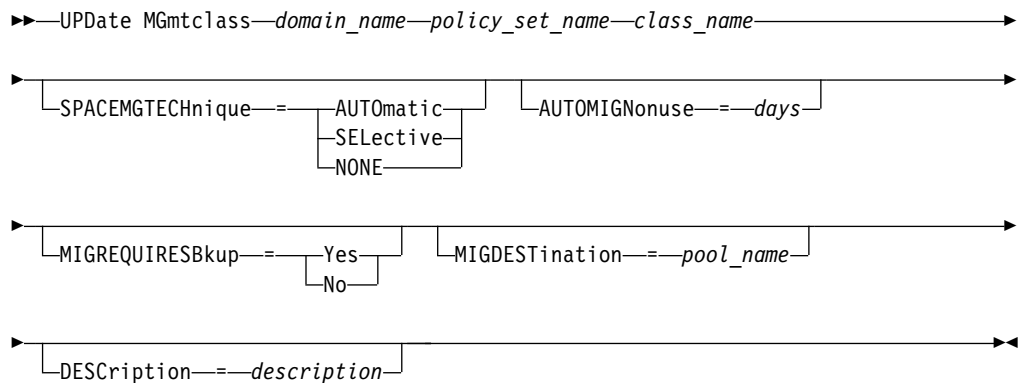 UPDate MGmtclass domain_name policy_set_name class_name
SPACEMGTECHnique = AUTOmatic AUTOMIGNonuse = days
SELective
NONE
MIGREQUIRESBkup = Yes MIGDESTination = pool_name
No
DESCription = description